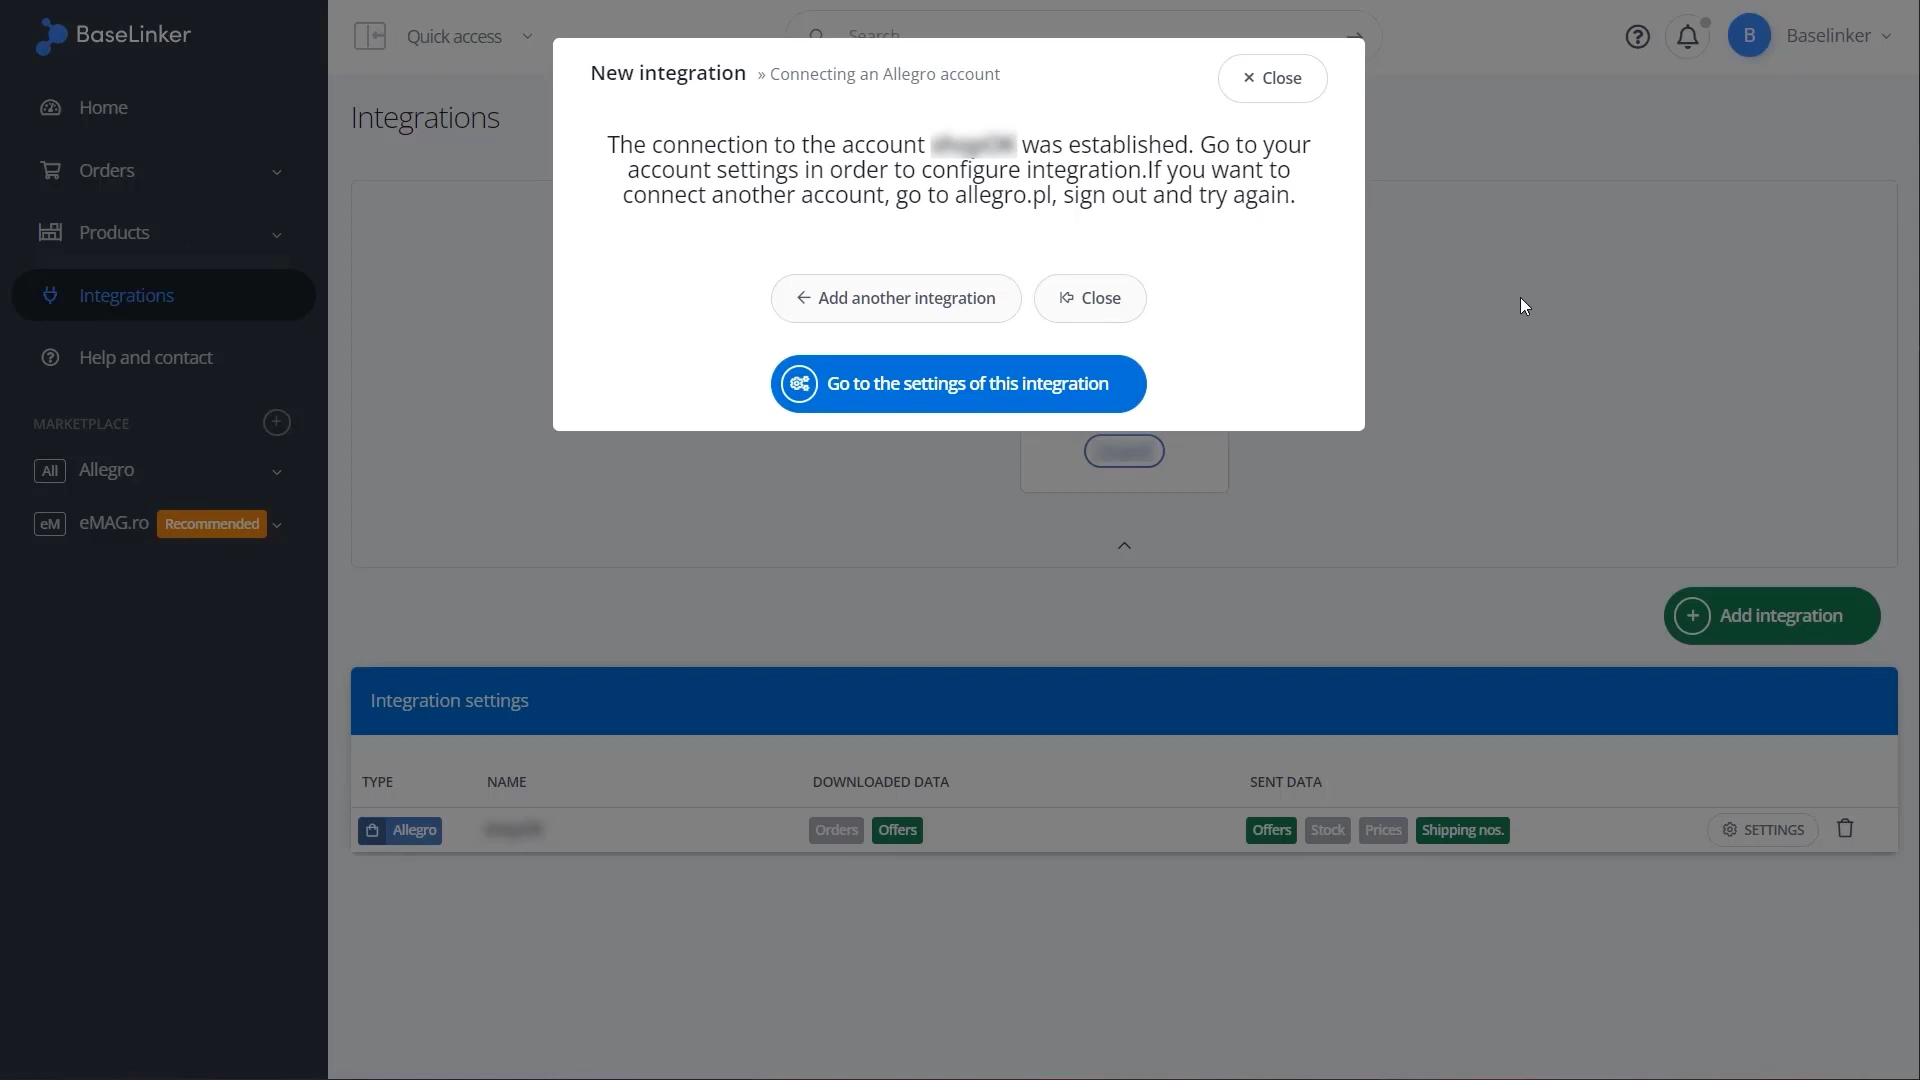 BaseLinker
Quick access
Search
B
Baselinker
Home
Orders
Products
Integrations
Help and contact
MARKETPLACE
All Allegro
eM eMAG.ro Recommended
Integrations
New integration » Connecting an Allegro account
× Close
The connection to the account was established. Go to your
account settings in order to configure integration.If you want to
connect another account, go to allegro.pl, sign out and try again.
Add another integration
Close
Go to the settings of this integration
Add integration
Integration settings
TYPE NAME DOWNLOADED DATA SENT DATA
Allegro Orders Offers Offers Stock Prices Shipping nos. SETTINGS